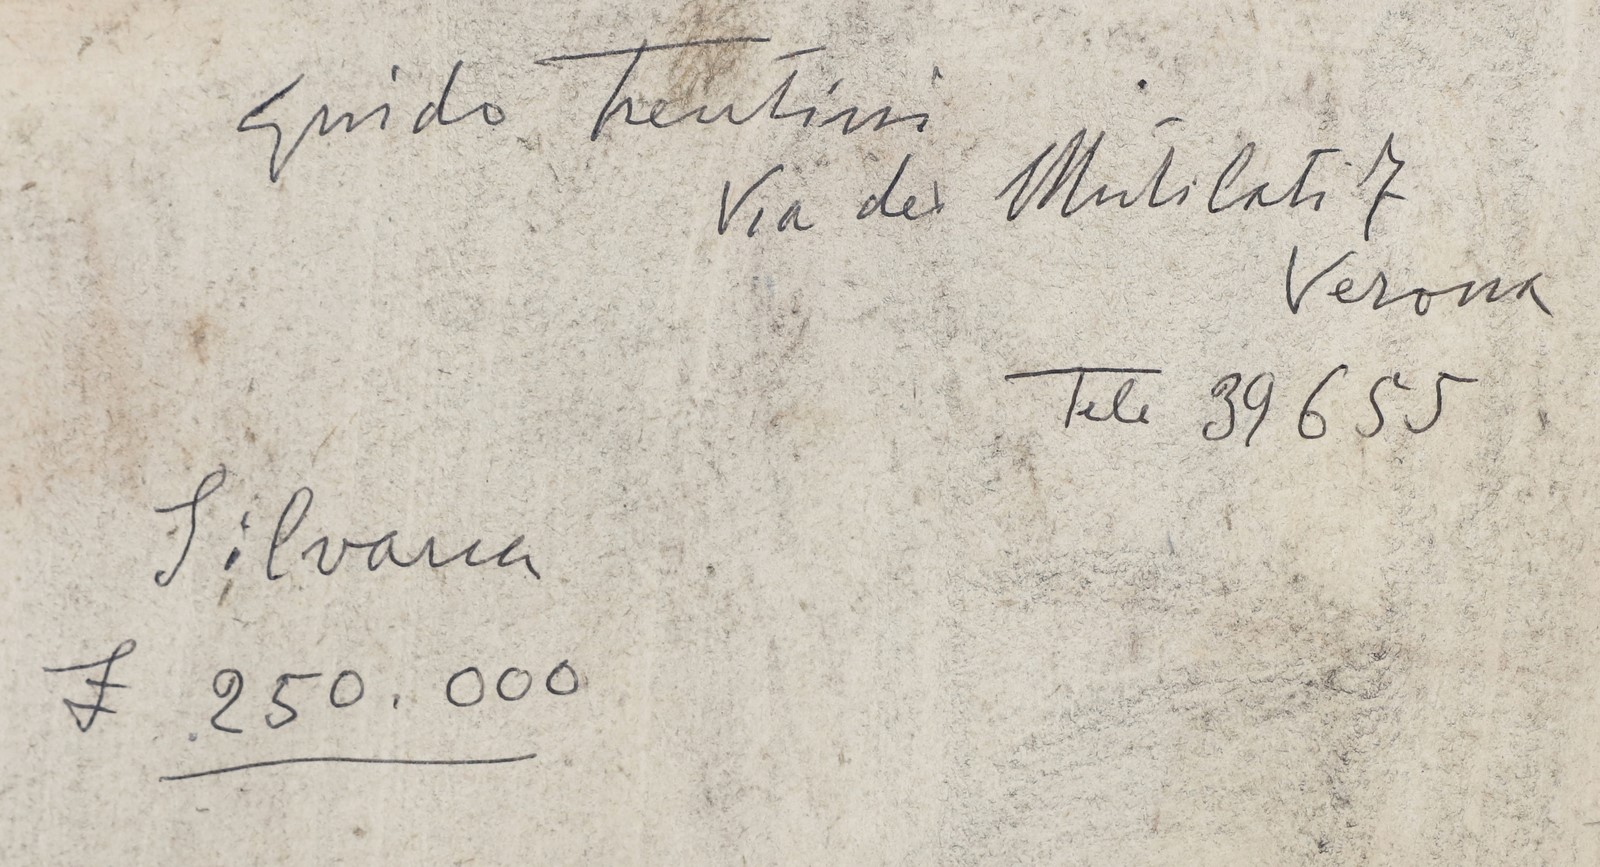 Guido Trentini
Via dei Mutilati 7
Verona
Tele 39655
Silvana
£ 250.000